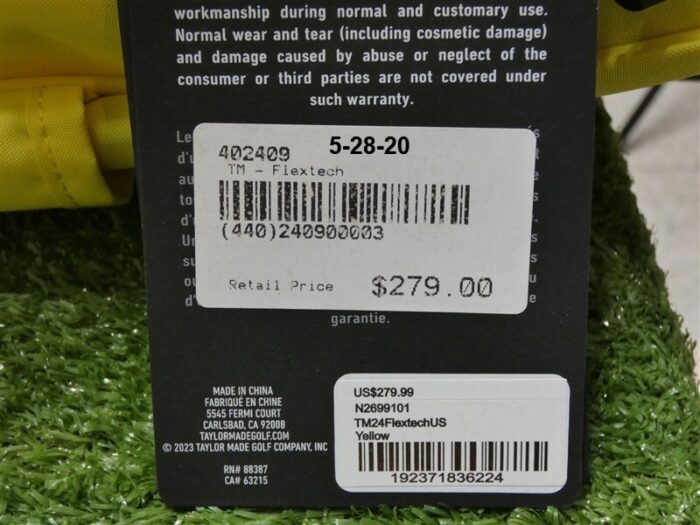 workmanship during normal and customary use.
Normal wear and tear (including cosmetic damage)
and damage caused by abuse or neglect of the
consumer or third parties are not covered under
such warranty.
402409
5-28-20
TM - Flextech
(440)240900003
Retail Price
$279.00
garantie.
MADE IN CHINA
FABRIQUÉ EN CHINE
5545 FERMI COURT
CARLSBAD, CA 92008
TAYLORMADEGOLF.COM
© 2023 TAYLOR MADE GOLF COMPANY, INC
RN# 88387
CA# 63215
US$279.99
N2699101
TM24FlextechUS
Yellow
192371836224